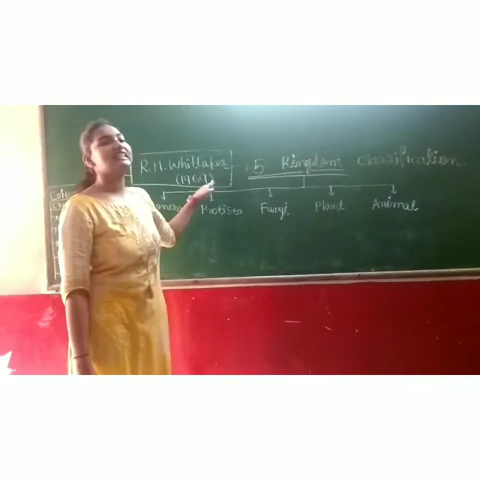 R.H. Whittaker 5 Kingdom classification
(1969)
Protista Fungi Plant Animal